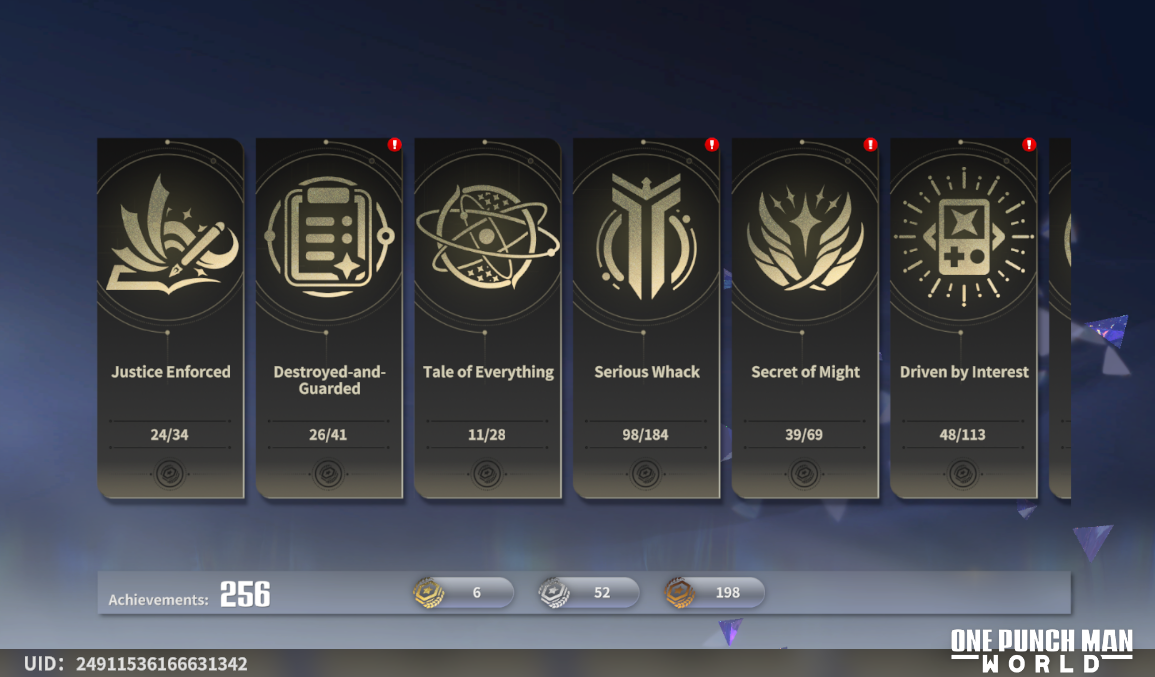 Justice Enforced
24/34
Destroyed-and-
Guarded
26/41
Tale of Everything
11/28
Serious Whack
98/184
Secret of Might
39/69
Driven by Interest
48/113
Achievements: 256
6
52
198
UID: 24911536166631342
ONE PUNCH MAN
WORLD